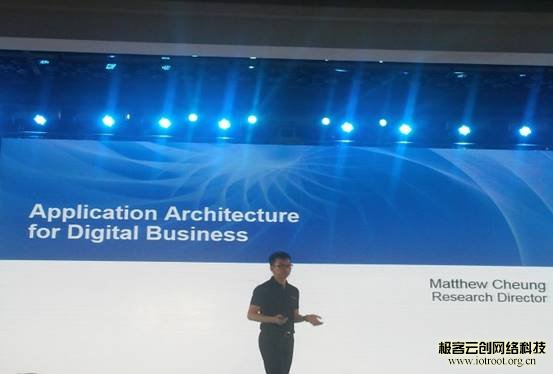 Application Architecture
for Digital Business
Matthew Cheung
Research Director
极客云创网络科技
www.iotroot.org.cn